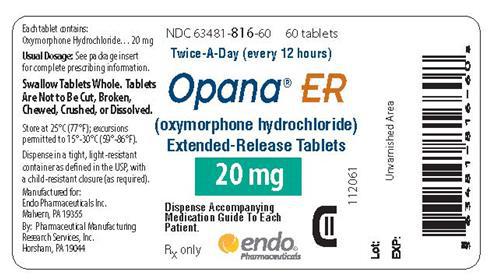 Each tablet contains:
Oxymorphone Hydrochloride. . . 20 mg
Usual Dosage: See package insert
for complete prescribing information.
Swallow Tablets Whole. Tablets
Are Not to Be Cut, Broken,
Chewed, Crushed, or Dissolved.
Store at 25°C (77°F); excursions
permitted to 15°-30°C (59°-86°F).
Dispense in a tight, light-resistant
container as defined in the USP, with
a child-resistant closure (as required).
Manufactured for:
Endo Pharmaceuticals Inc.
Malvern, PA 19355
By: Pharmaceutical Manufacturing
Research Services, Inc.
Horsham, PA 19044
NDC 63481-816-60 60 tablets
Twice-A-Day (every 12 hours)
Opana® ER
(oxymorphone hydrochloride)
Extended-Release Tablets
20 mg
Dispense Accompanying
Medication Guide To Each
Patient.
Rx only
endo
Pharmaceuticals
CII
112061
Unvarnished Area
Lot:
EXP:
63481-816-60